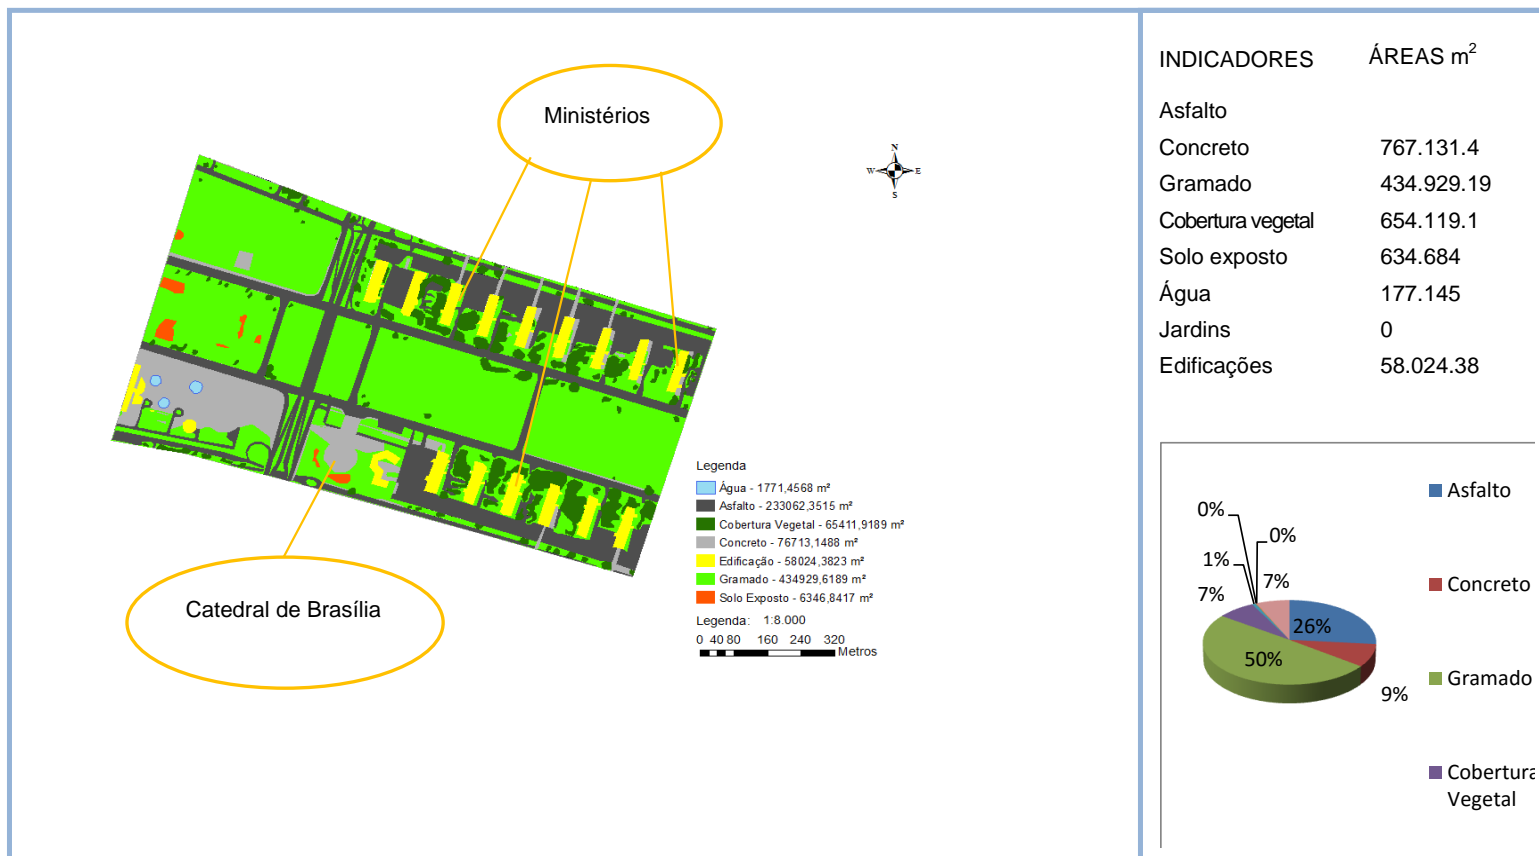 Ministérios
N
W E
S
Catedral de Brasília
Legenda
Água - 1771,4568 m²
Asfalto - 233062,3515 m²
Cobertura Vegetal - 65411,9189 m²
Concreto - 76713,1488 m²
Edificação - 58024,3823 m²
Gramado - 434929,6189 m²
Solo Exposto - 6346,8417 m²
Legenda: 1:8.000
0 40 80 160 240 320
Metros
INDICADORES ÁREAS m²
Asfalto
Concreto 767.131.4
Gramado 434.929.19
Cobertura vegetal 654.119.1
Solo exposto 634.684
Água 177.145
Jardins 0
Edificações 58.024.38
0%
0%
1%
7%
7%
26%
50%
9%
Asfalto
Concreto
Gramado
Cobertura
Vegetal